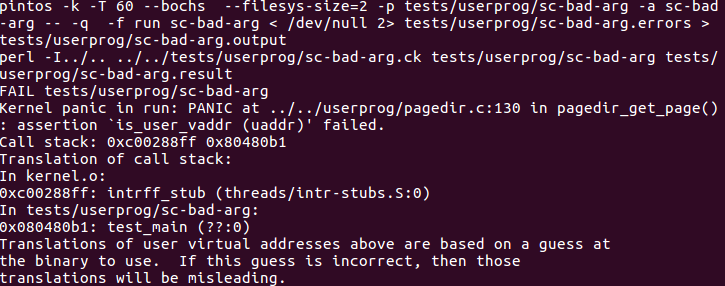 pintos -k -T 60 --bochs  --filesys-size=2 -p tests/userprog/sc-bad-arg -a sc-bad
-arg -- -q  -f run sc-bad-arg < /dev/null 2> tests/userprog/sc-bad-arg.errors >
tests/userprog/sc-bad-arg.output
perl -I../.. ../../tests/userprog/sc-bad-arg.ck tests/userprog/sc-bad-arg tests/
userprog/sc-bad-arg.result
FAIL tests/userprog/sc-bad-arg
Kernel panic in run: PANIC at ../../userprog/pagedir.c:130 in pagedir_get_page()
: assertion `is_user_vaddr (uaddr)' failed.
Call stack: 0xc00288ff 0x80480b1
Translation of call stack:
In kernel.o:
0xc00288ff: intrff_stub (threads/intr-stubs.S:0)
In tests/userprog/sc-bad-arg:
0x080480b1: test_main (??:0)
Translations of user virtual addresses above are based on a guess at
the binary to use.  If this guess is incorrect, then those
translations will be misleading.